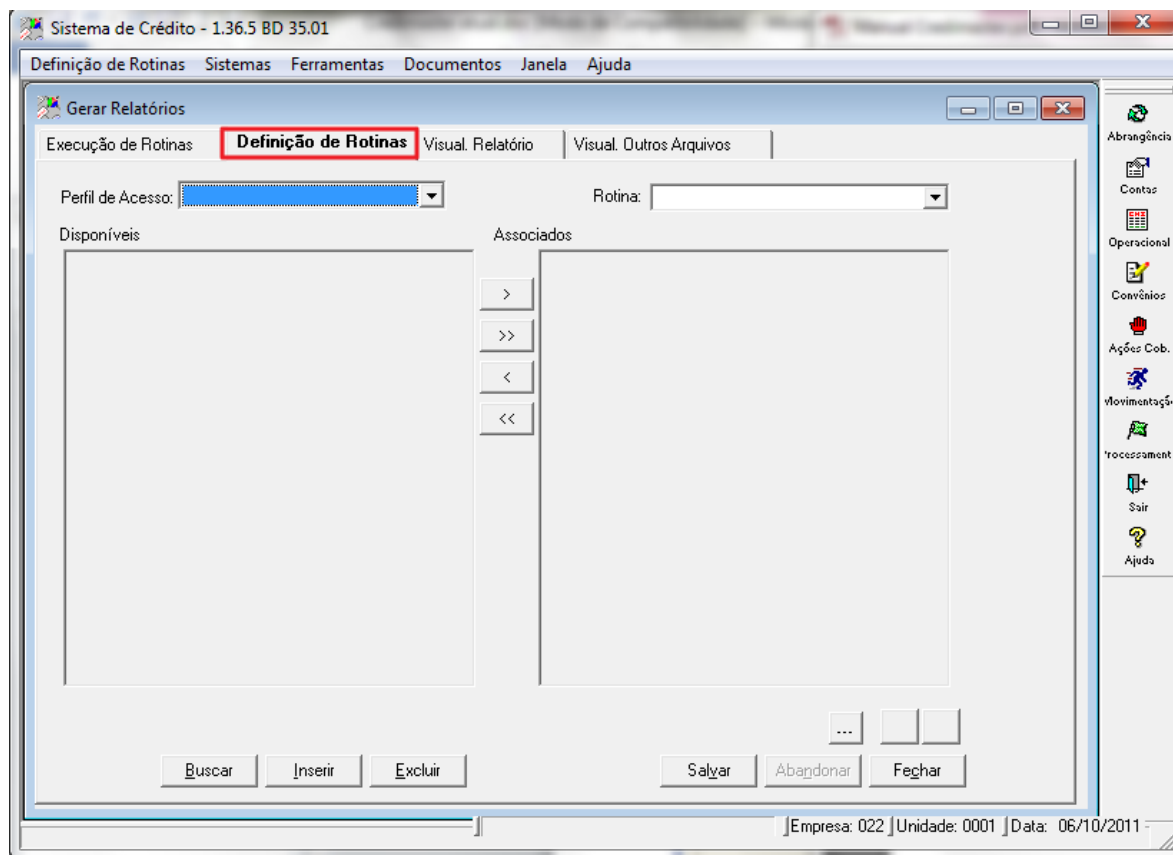 Sistema de Crédito - 1.36.5 BD 35.01
Definição de Rotinas Sistemas Ferramentas Documentos Janela Ajuda
Gerar Relatórios
Execução de Rotinas Definição de Rotinas Visual. Relatório Visual. Outros Arquivos
Perfil de Acesso: Rotina:
Disponíveis Associados
>
>>
<
<<
...
Buscar Inserir Excluir Salvar Abandonar Fechar
Abrangência
Contas
Operacional
Convênios
Ações Cob.
Movimentaçã
rocessament
Sair
Ajuda
Empresa: 022 Unidade: 0001 Data: 06/10/2011